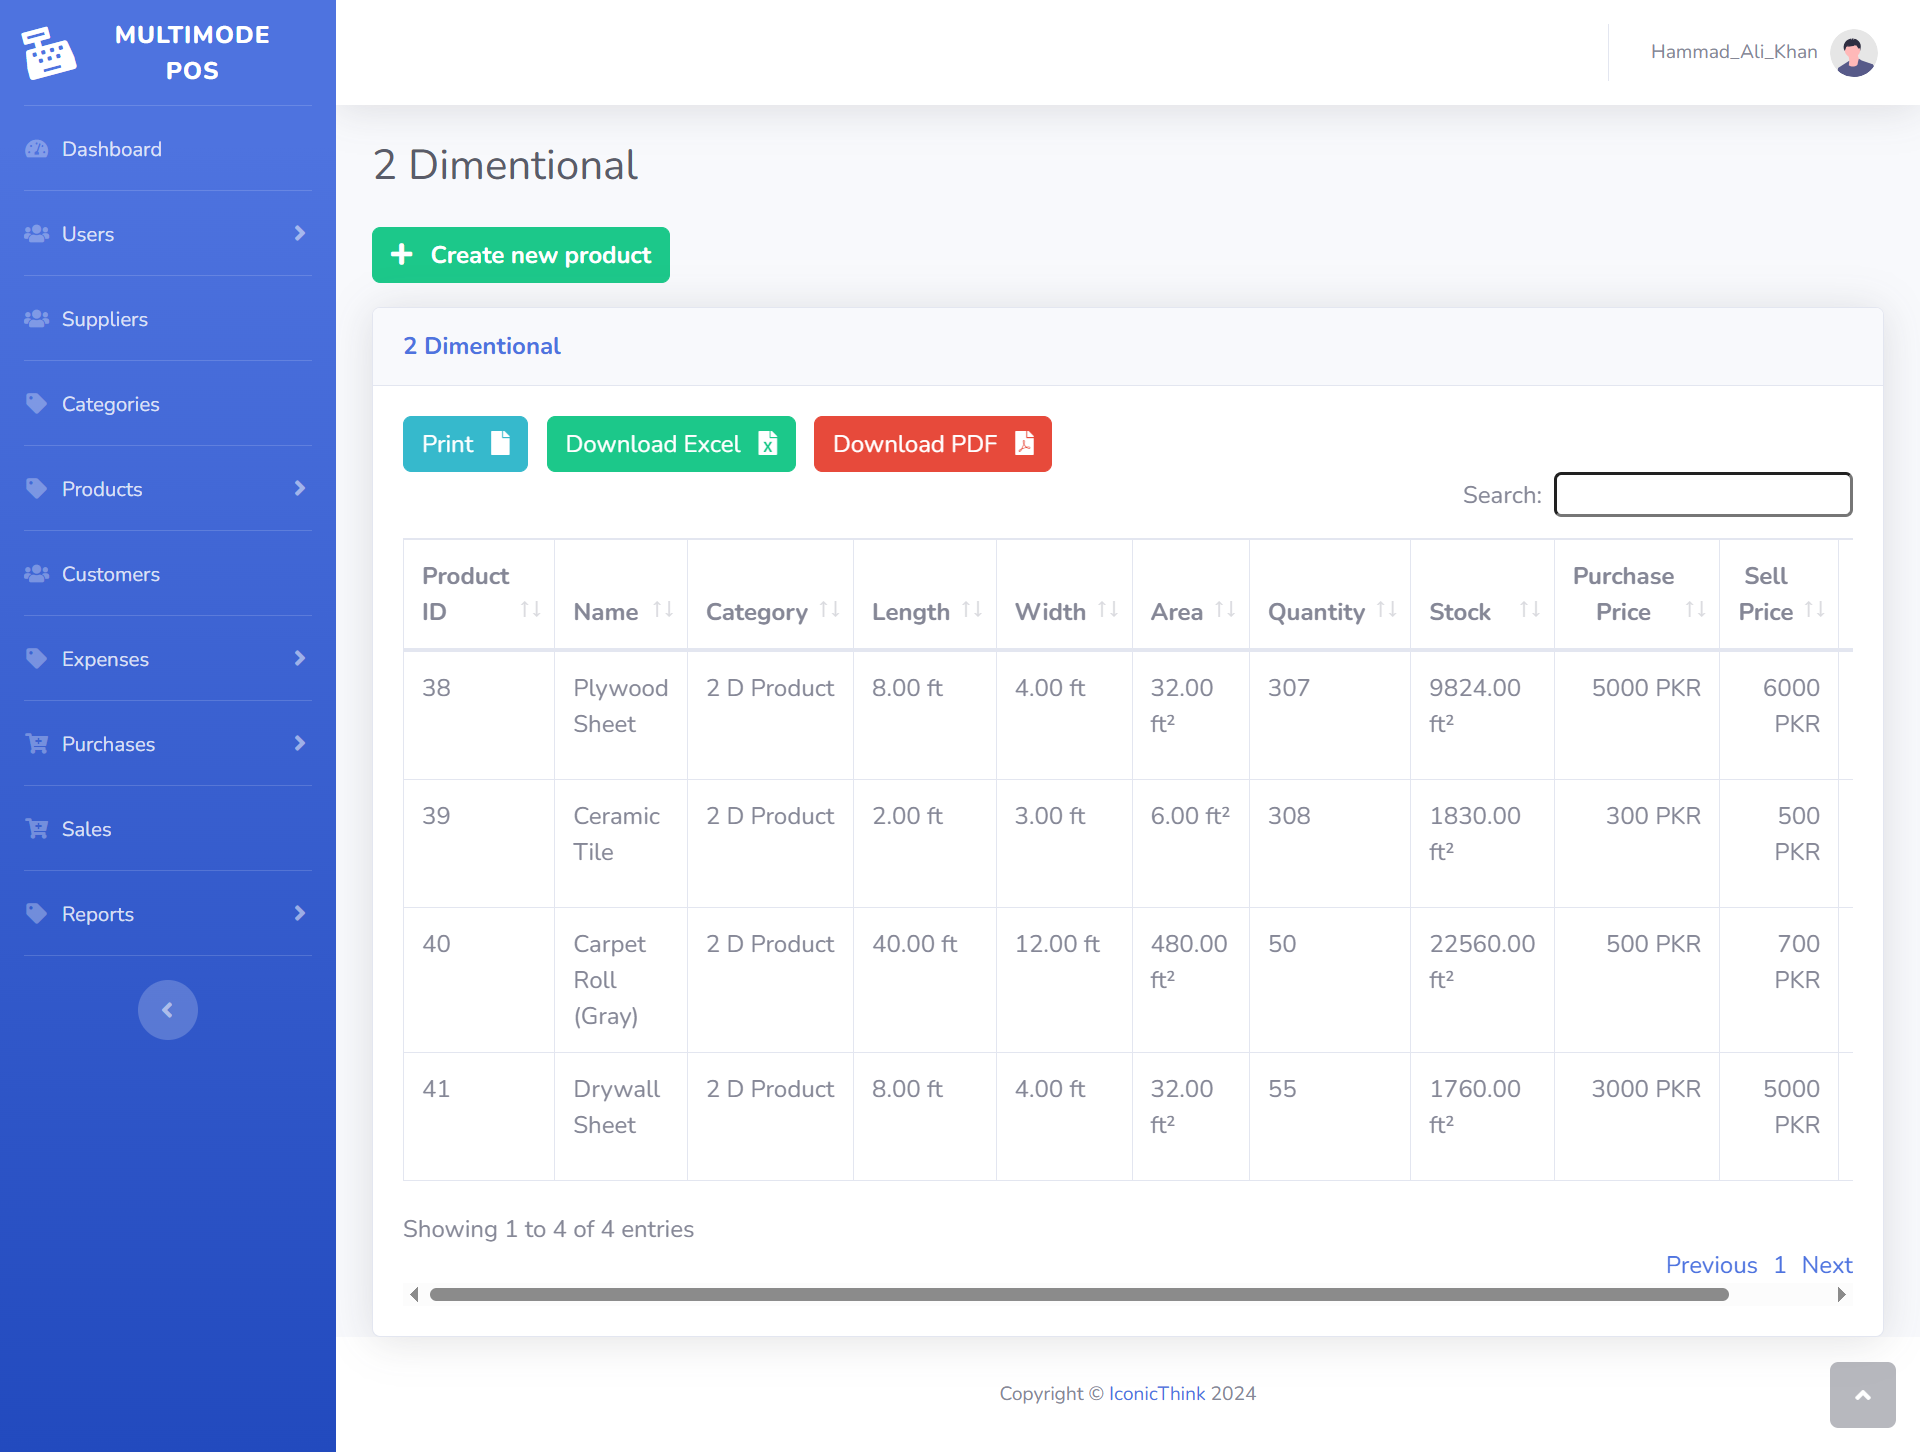 MULTIMODE
POS
Hammad_Ali_Khan
Dashboard
Users
Suppliers
Categories
Products
Customers
Expenses
Purchases
Sales
Reports
2 Dimentional
Create new product
2 Dimentional
Print
Download Excel
Download PDF
Search:
Product ID Name Category Length Width Area Quantity Stock Purchase Price Sell Price
38 Plywood Sheet 2 D Product 8.00 ft 4.00 ft 32.00 ft² 307 9824.00 ft² 5000 PKR 6000 PKR
39 Ceramic Tile 2 D Product 2.00 ft 3.00 ft 6.00 ft² 308 1830.00 ft² 300 PKR 500 PKR
40 Carpet Roll (Gray) 2 D Product 40.00 ft 12.00 ft 480.00 ft² 50 22560.00 ft² 500 PKR 700 PKR
41 Drywall Sheet 2 D Product 8.00 ft 4.00 ft 32.00 ft² 55 1760.00 ft² 3000 PKR 5000 PKR
Showing 1 to 4 of 4 entries
Previous 1 Next
Copyright © IconicThink 2024